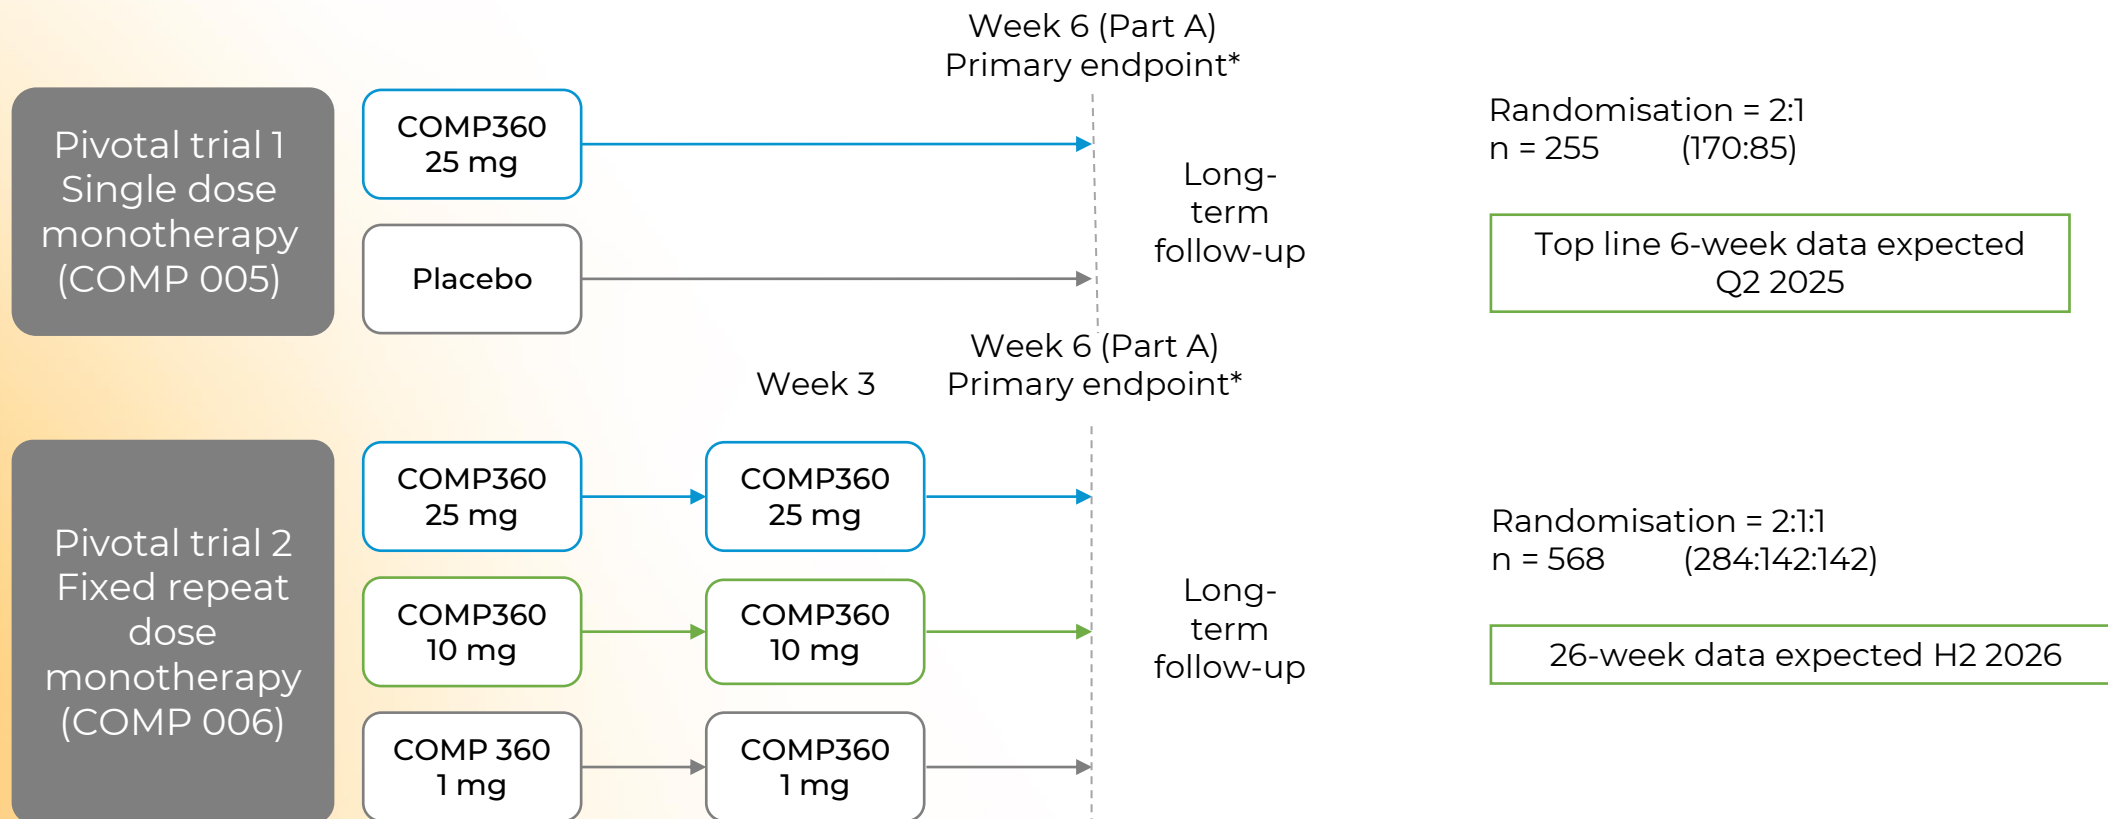 Week 6 (Part A)
Primary endpoint*
Pivotal trial 1
Single dose
monotherapy
(COMP 005)
COMP360
25 mg
Placebo
Long-
term
follow-up
Randomisation = 2:1
n = 255 (170:85)
Top line 6-week data expected
Q2 2025
Week 3
Week 6 (Part A)
Primary endpoint*
Pivotal trial 2
Fixed repeat
dose
monotherapy
(COMP 006)
COMP360
25 mg
COMP360
25 mg
COMP360
10 mg
COMP360
10 mg
COMP 360
1 mg
COMP360
1 mg
Long-
term
follow-up
Randomisation = 2:1:1
n = 568 (284:142:142)
26-week data expected H2 2026